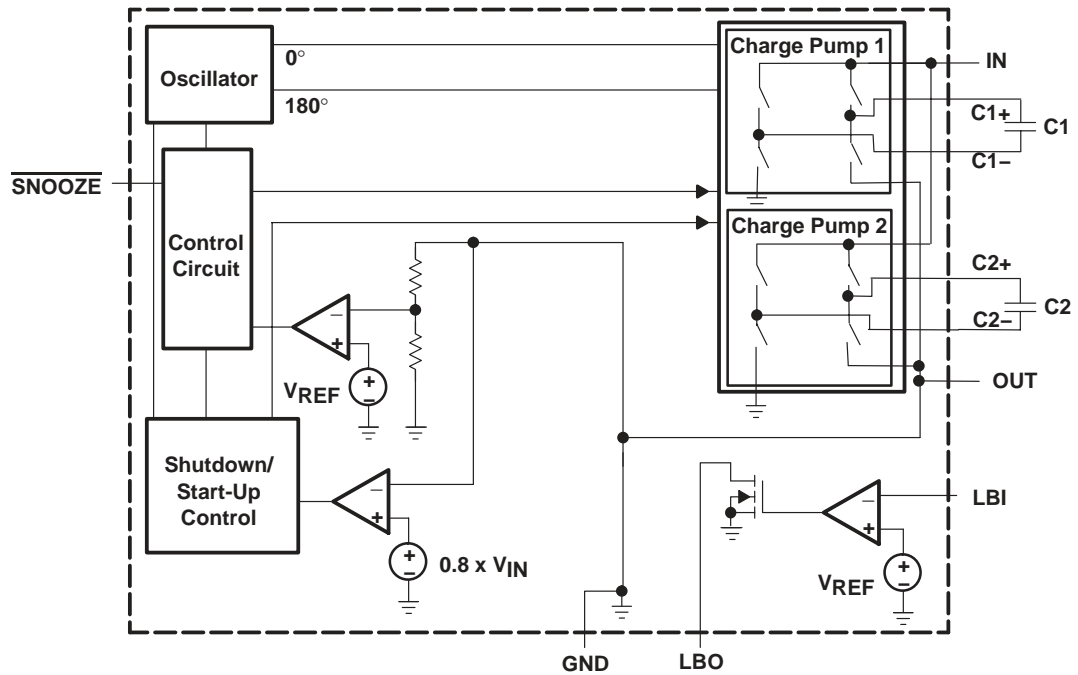 Oscillator
0°
180°
Charge Pump 1
IN
C1+
C1
C1−
SNOOZE
Control
Circuit
Charge Pump 2
C2+
C2
C2−
−
+
+
−
VREF
OUT
Shutdown/
Start-Up
Control
−
+
+
−
0.8 x VIN
−
+
LBI
+
−
VREF
GND
LBO